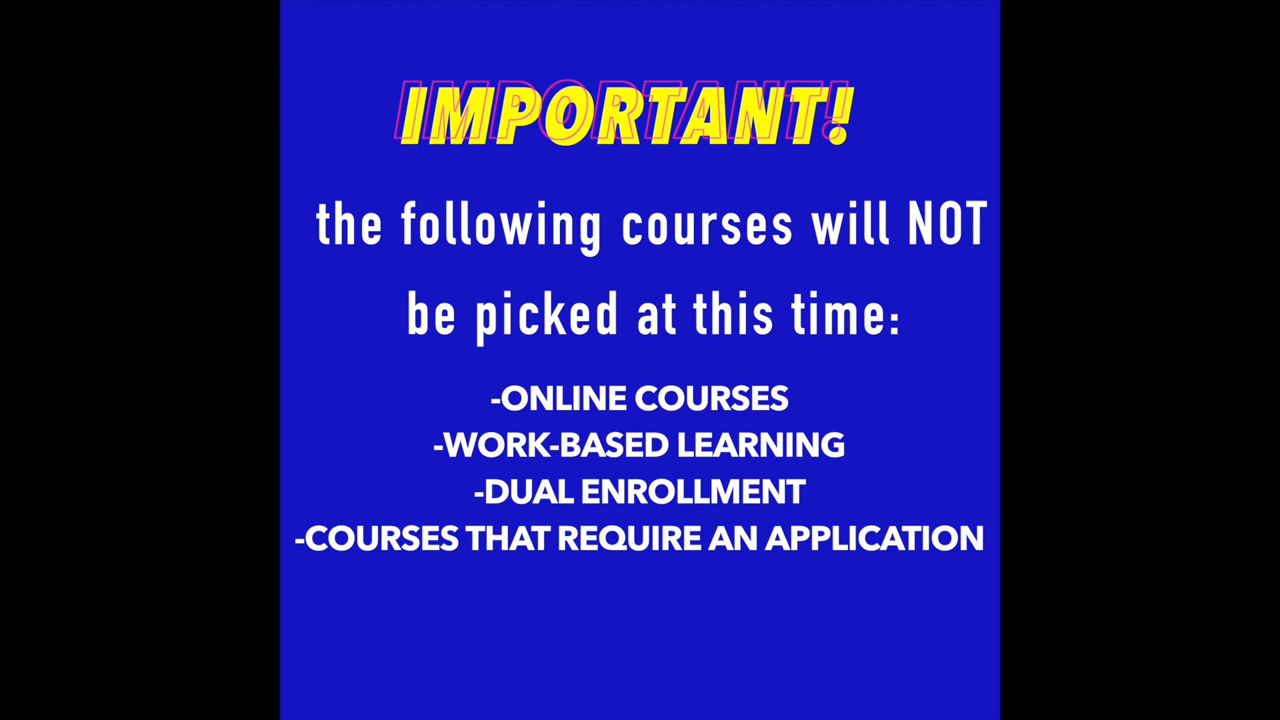 IMPORTANT!
the following courses will NOT
be picked at this time:
-ONLINE COURSES
-WORK-BASED LEARNING
-DUAL ENROLLMENT
-COURSES THAT REQUIRE AN APPLICATION